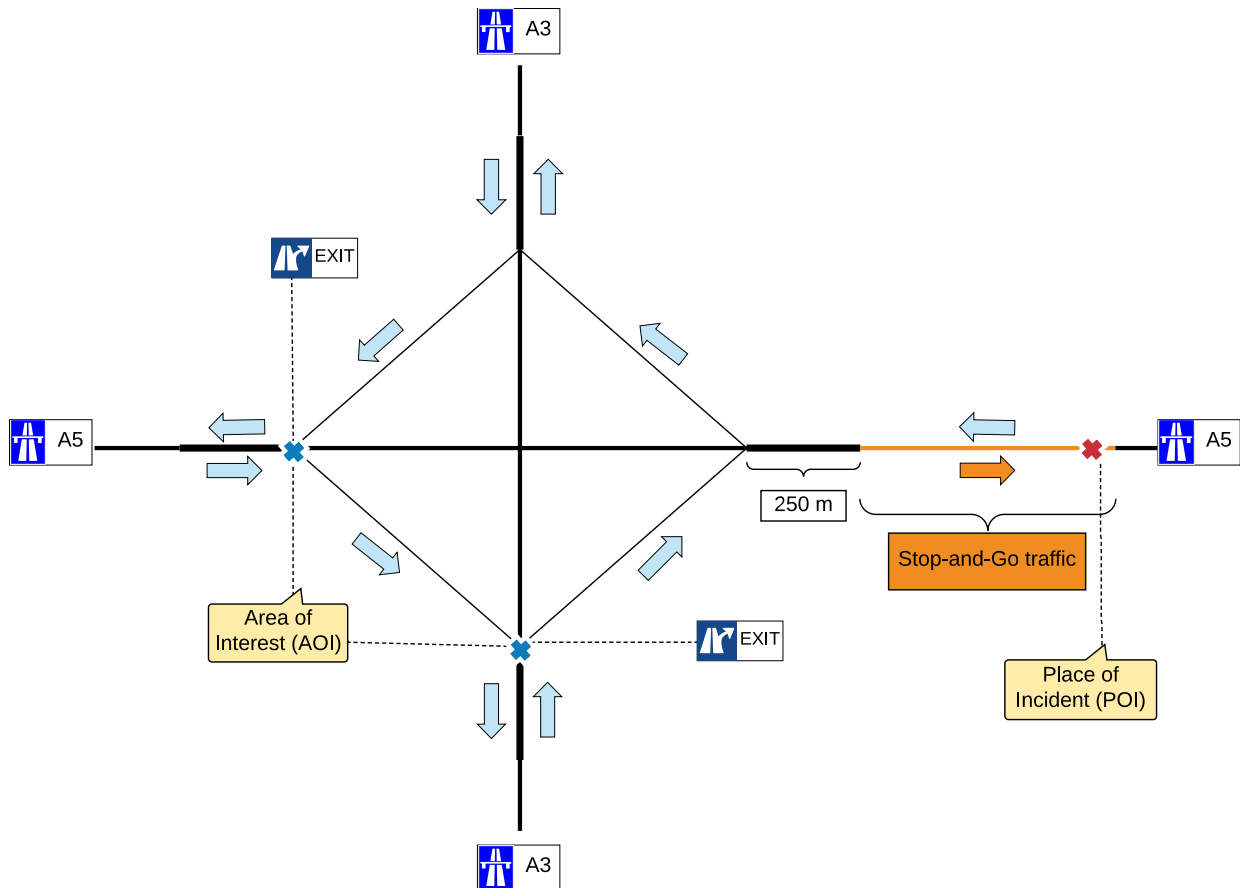 A3
EXIT
A5
A5
250 m
Stop-and-Go traffic
Area of
Interest (AOI)
EXIT
Place of
Incident (POI)
A3